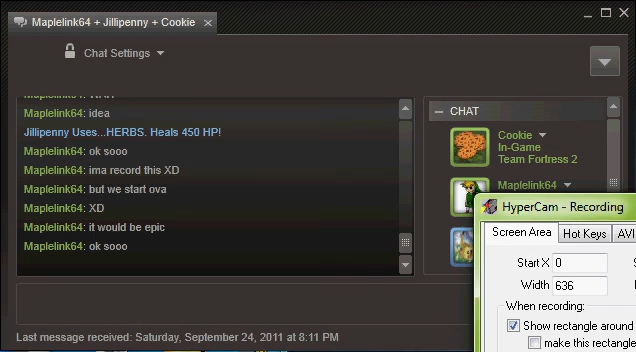 Maplelink64 + Jillipenny + Cookie
Chat Settings
Maplelink64:
Maplelink64: idea
Jillipenny Uses...HERBS. Heals 450 HP!
Maplelink64: ok sooo
Maplelink64: ima record this XD
Maplelink64: but we start ova
Maplelink64: XD
Maplelink64: it would be epic
Maplelink64: ok sooo
CHAT
Cookie
In-Game
Team Fortress 2
Maplelink64
HyperCam - Recording
Screen Area
Hot Keys
AVI
Start X 0
Width 636
When recording:
Show rectangle around
make this rectangle
Last message received: Saturday, September 24, 2011 at 8:11 PM